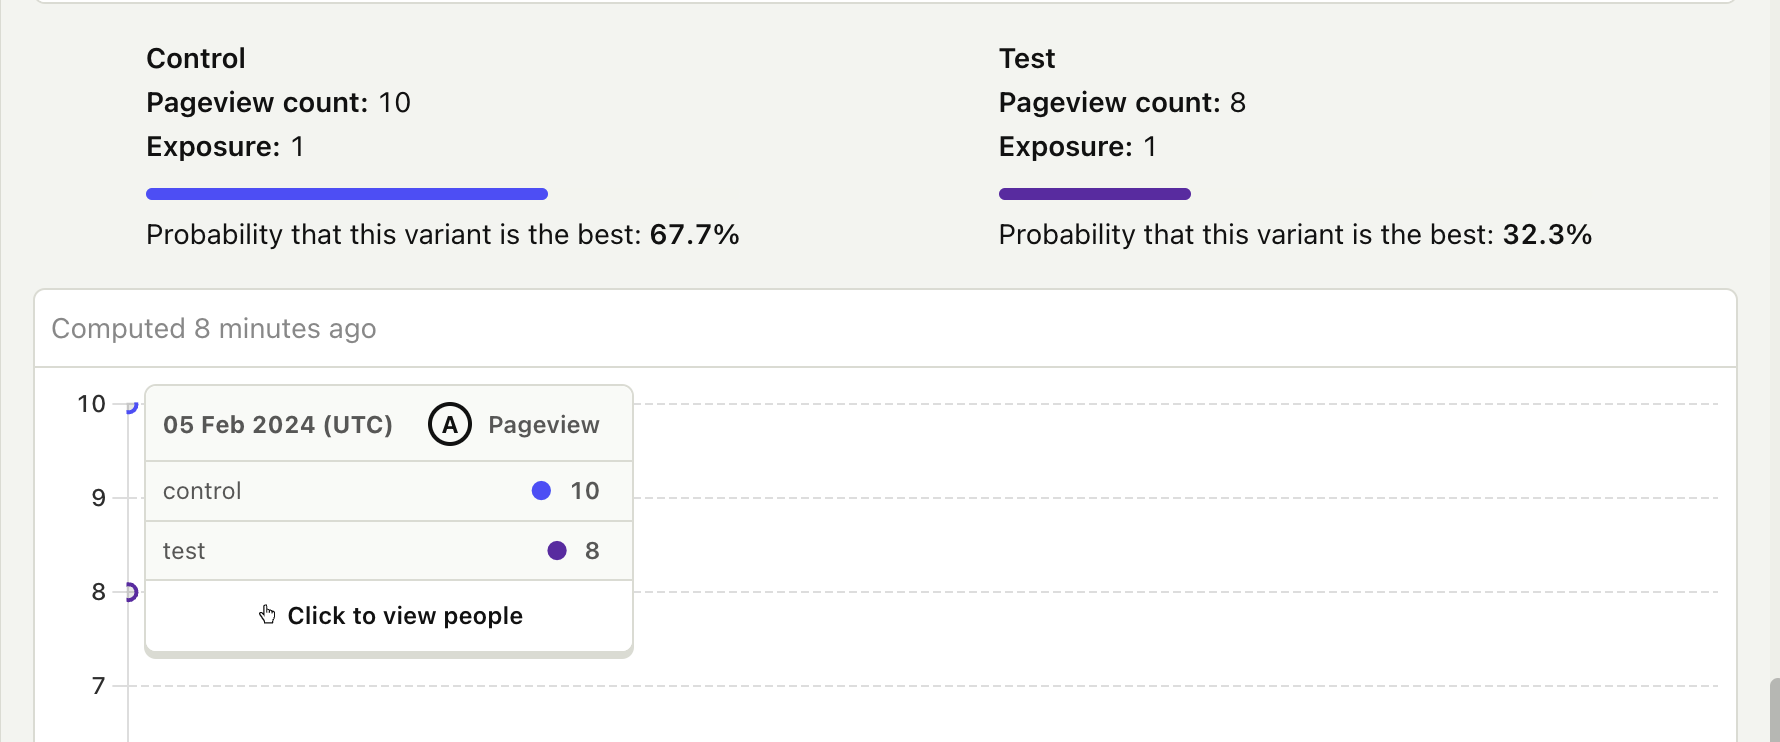 Control
Pageview count: 10
Exposure: 1
Probability that this variant is the best: 67.7%
Test
Pageview count: 8
Exposure: 1
Probability that this variant is the best: 32.3%
Computed 8 minutes ago
10
9
8
7
05 Feb 2024 (UTC) A Pageview
control 10
test 8
Click to view people